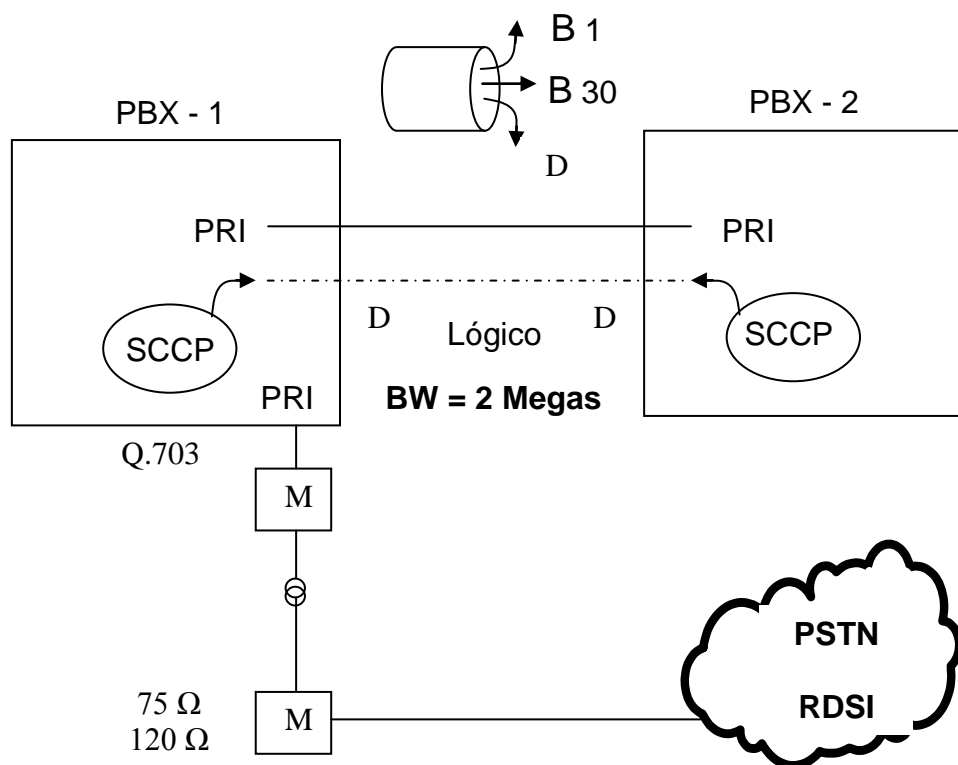 B 1
B 30
D
PBX - 1
PBX - 2
PRI
PRI
D
D
SCCP
SCCP
Lógico
PRI
BW = 2 Megas
Q.703
M
PSTN
RDSI
75 Ω
120 Ω
M